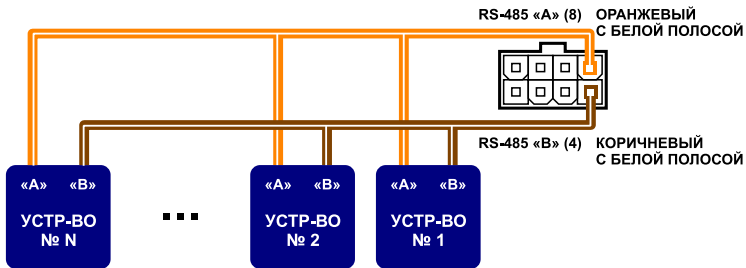 RS-485 «А» (8) ОРАНЖЕВЫЙ
С БЕЛОЙ ПОЛОСОЙ
RS-485 «В» (4) КОРИЧНЕВЫЙ
С БЕЛОЙ ПОЛОСОЙ
«А» «В» «А» «В» «А» «В»
УСТР-ВО ... УСТР-ВО УСТР-ВО
№ N № 2 № 1